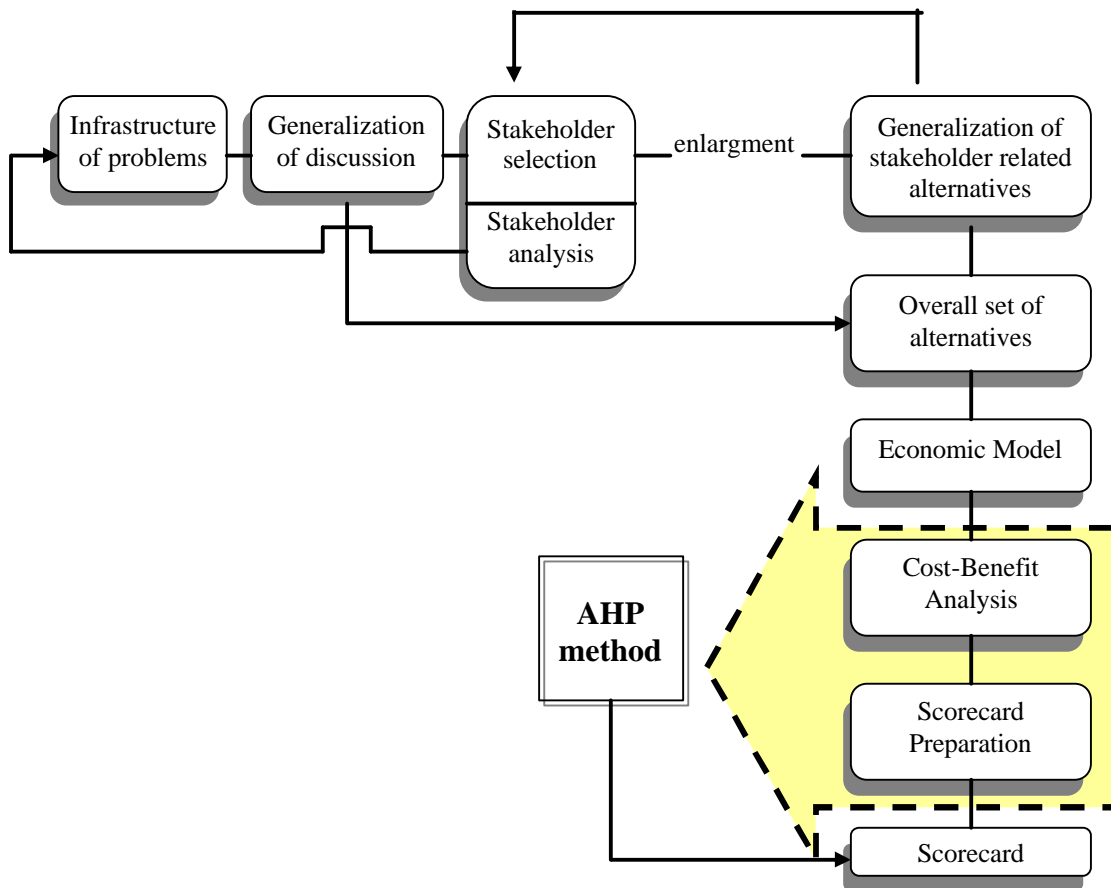 Infrastructure
of problems
Generalization
of discussion
Stakeholder
selection
Stakeholder
analysis
enlargment
Generalization of
stakeholder related
alternatives
Overall set of
alternatives
Economic Model
Cost-Benefit
Analysis
AHP
method
Scorecard
Preparation
Scorecard